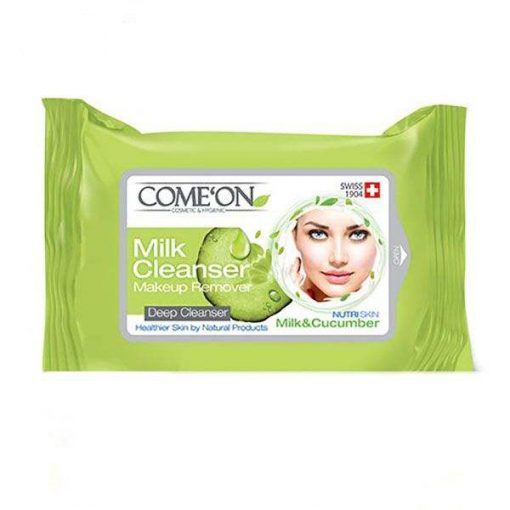 COME'ON
COSMETIC & HYGIENIC
SWISS
1904
Milk
Cleanser
Makeup Remover
Deep Cleanser
Healthier Skin by Natural Products
NUTRI SKIN
Milk&Cucumber
OPEN